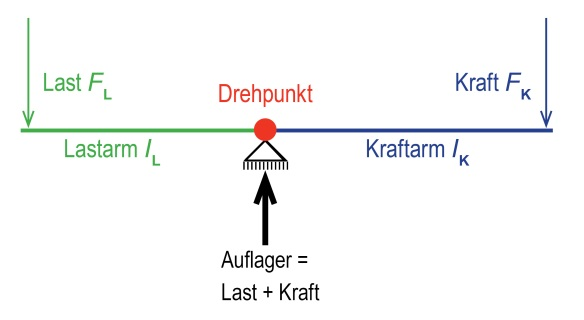 Last F_L
Kraft F_K
Drehpunkt
Lastarm l_L
Kraftarm l_K
Auflager =
Last + Kraft